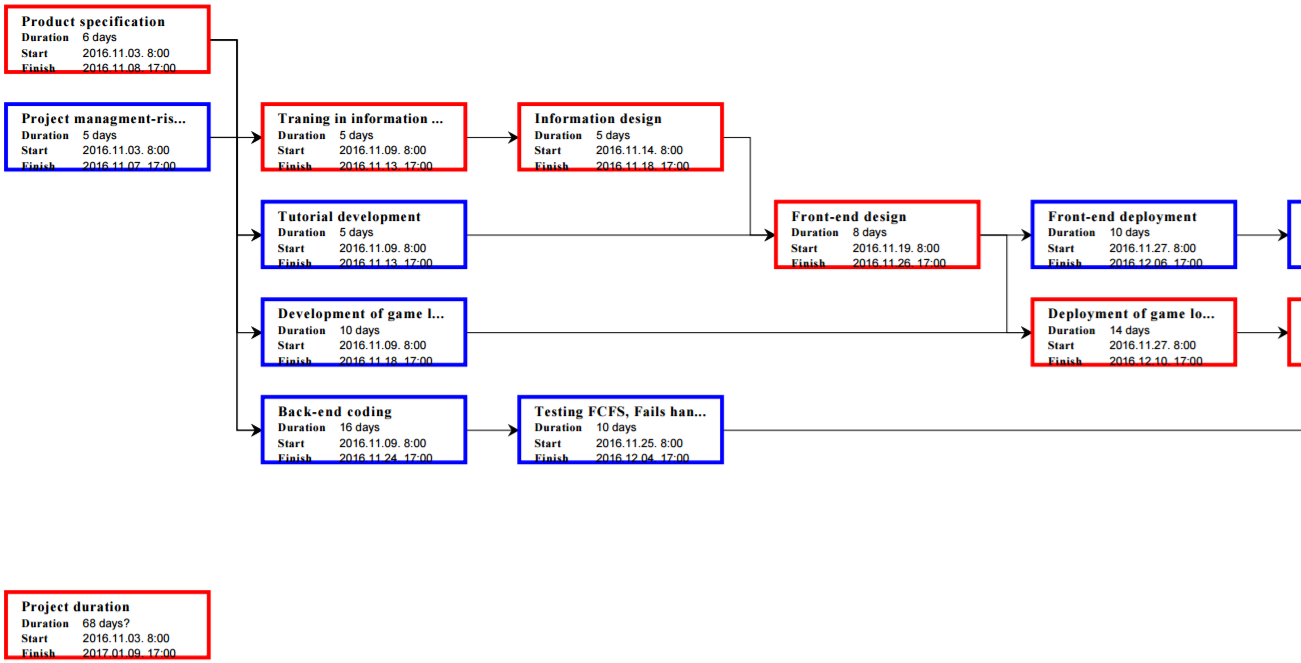 Product specification
Duration 6 days
Start 2016.11.03. 8:00
Finish 2016.11.08. 17:00
Project managment-ris...
Duration 5 days
Start 2016.11.03. 8:00
Finish 2016.11.07. 17:00
Traning in information ...
Duration 5 days
Start 2016.11.09. 8:00
Finish 2016.11.13. 17:00
Information design
Duration 5 days
Start 2016.11.14. 8:00
Finish 2016.11.18. 17:00
Tutorial development
Duration 5 days
Start 2016.11.09. 8:00
Finish 2016.11.13. 17:00
Front-end design
Duration 8 days
Start 2016.11.19. 8:00
Finish 2016.11.26. 17:00
Front-end deployment
Duration 10 days
Start 2016.11.27. 8:00
Finish 2016.12.06. 17:00
Development of game l...
Duration 10 days
Start 2016.11.09. 8:00
Finish 2016.11.18. 17:00
Deployment of game lo...
Duration 14 days
Start 2016.11.27. 8:00
Finish 2016.12.10. 17:00
Back-end coding
Duration 16 days
Start 2016.11.09. 8:00
Finish 2016.11.24. 17:00
Testing FCFS, Fails han...
Duration 10 days
Start 2016.11.25. 8:00
Finish 2016.12.04. 17:00
Project duration
Duration 68 days?
Start 2016.11.03. 8:00
Finish 2017.01.09. 17:00